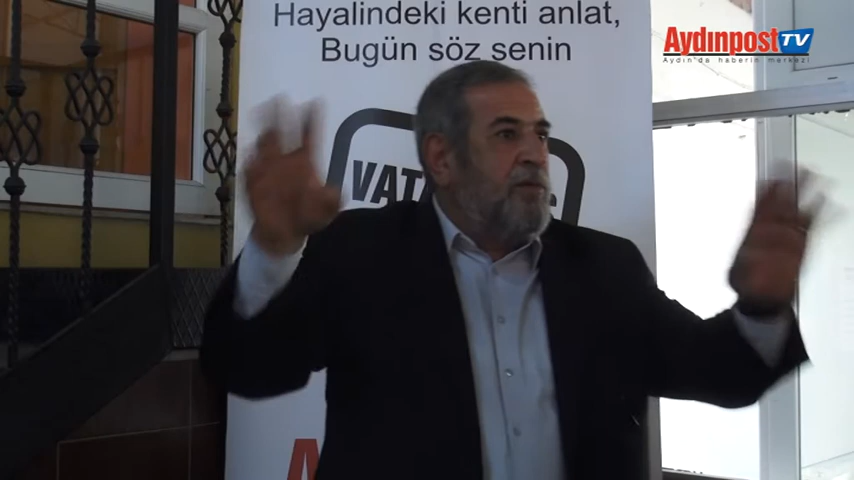 Hayalindeki kenti anlat,
Bugün söz senin
AydınpostTV
Aydın'da haberin merkezi